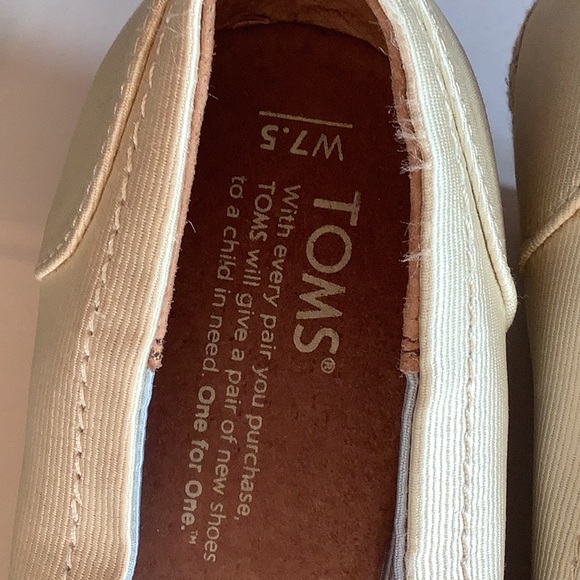 W7.5
TOMS®
With every pair you purchase,
TOMS will give a pair of new shoes
to a child in need. One for One.™